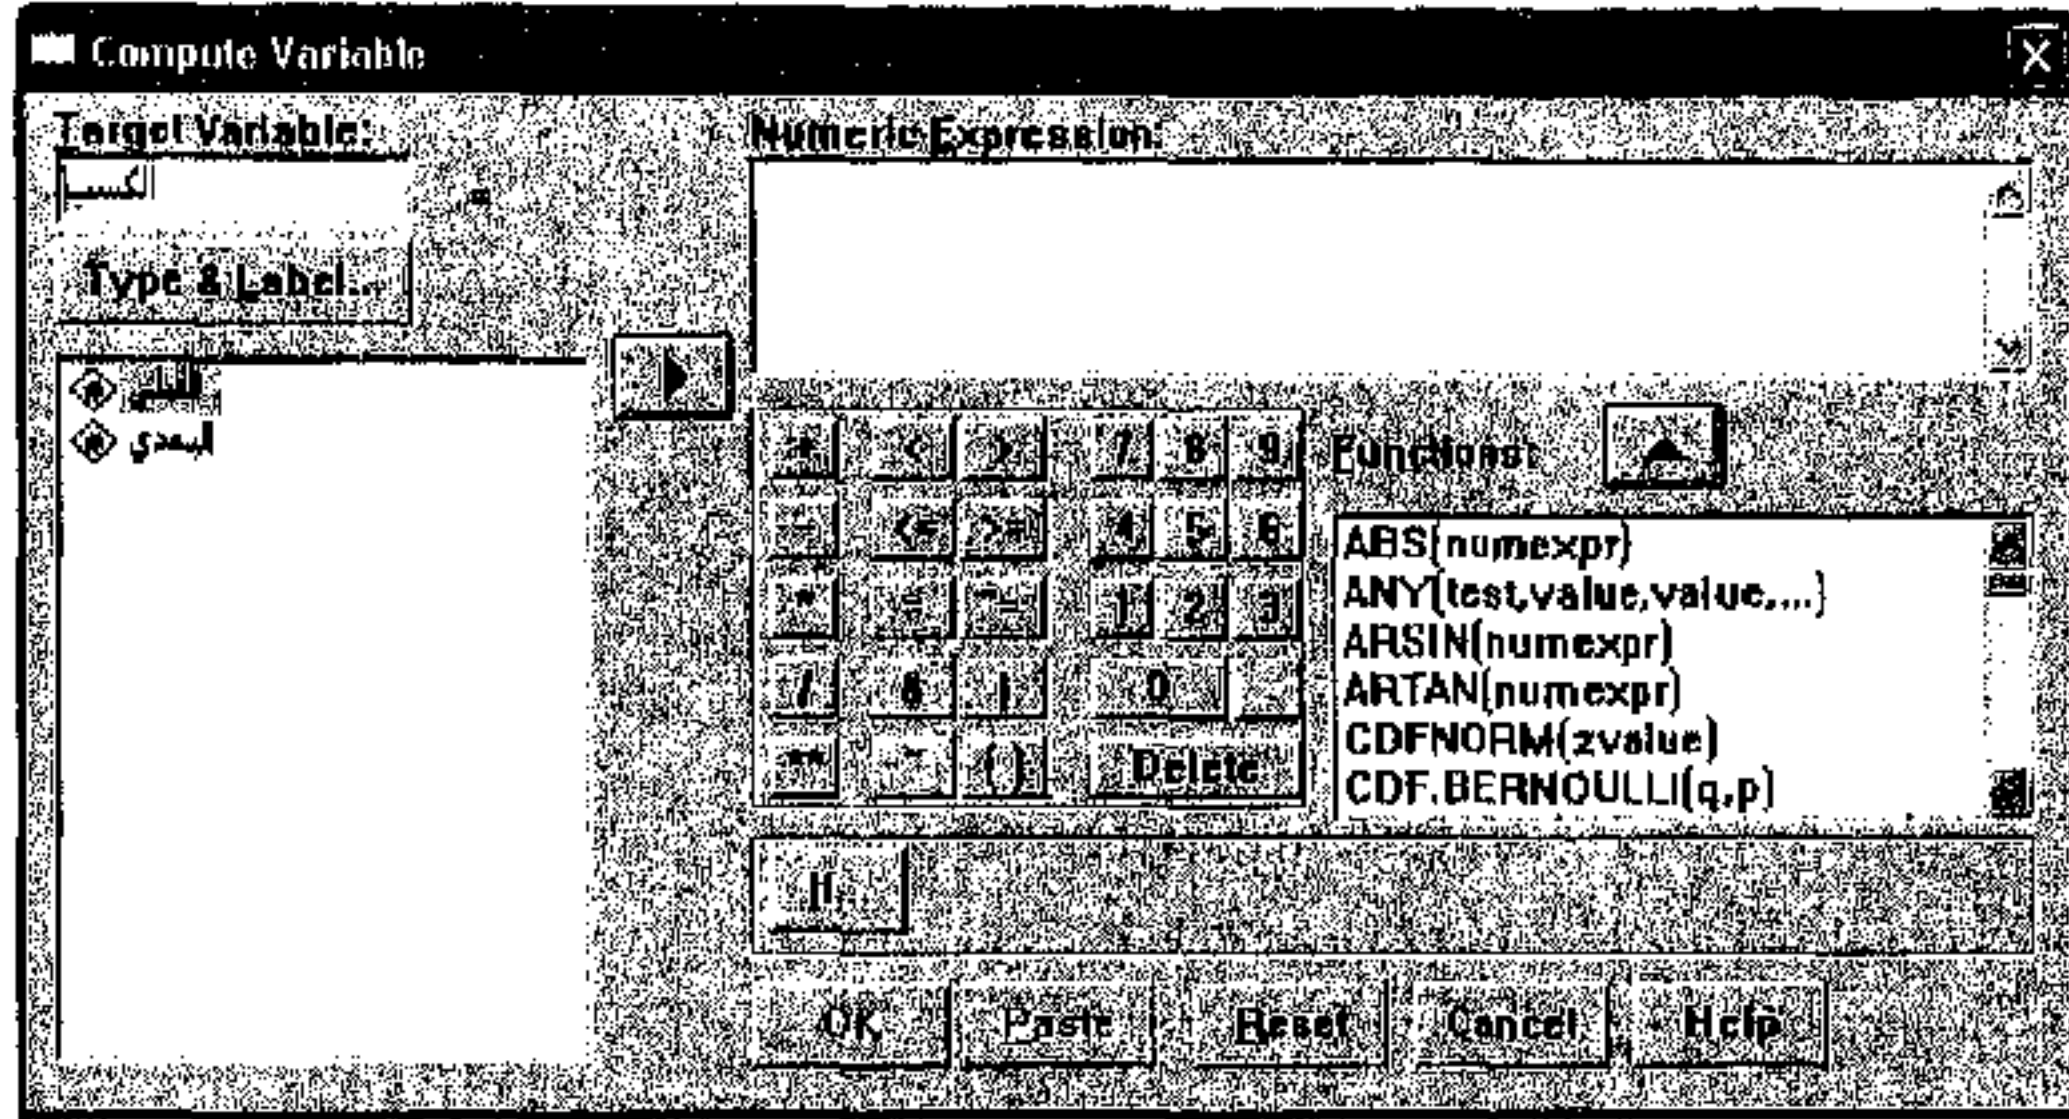 Compute Variable
Target Variable:
Numeric Expression:
كسب
=
Type & Label...
القبلي
البعدي
+ < > 7 8 9
- <= >= 4 5 6
* = ~= 1 2 3
/ & | 0 .
** ~ ( ) Delete
Functions:
ABS(numexpr)
ANY(test,value,value,...)
ARSIN(numexpr)
ARTAN(numexpr)
CDFNORM(zvalue)
CDF.BERNOULLI(q,p)
If...
OK Paste Reset Cancel Help